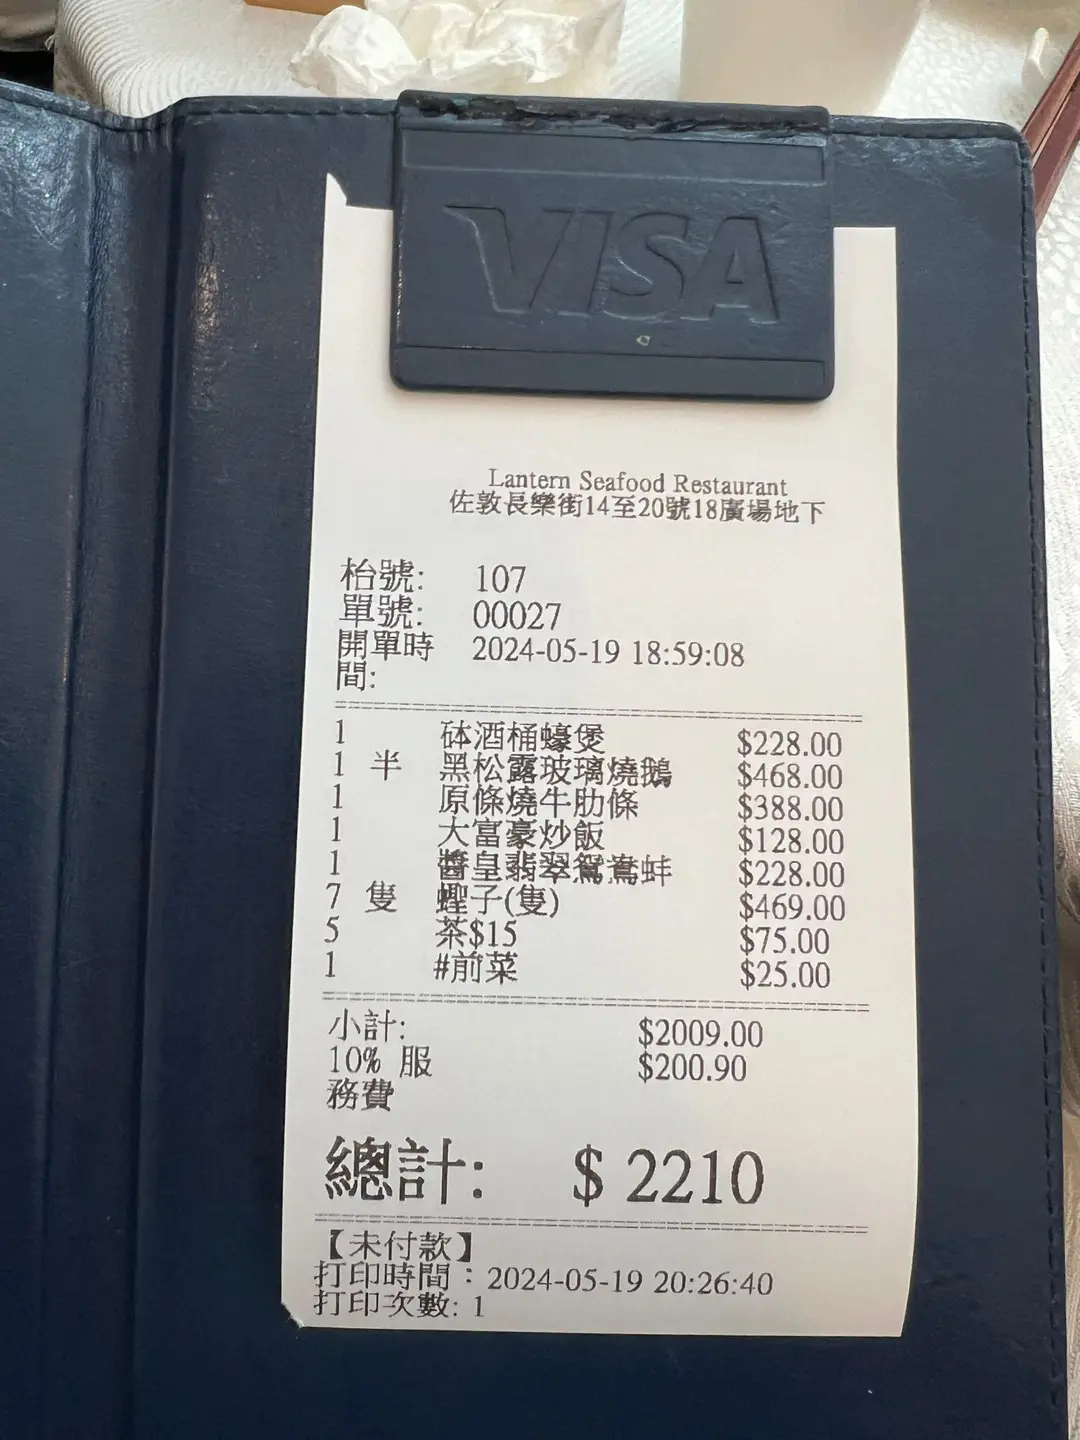 VISA
Lantern Seafood Restaurant
佐敦長樂街14至20號18廣場地下
枱號: 107
單號: 00027
開單時 2024-05-19 18:59:08
間:
1 砵酒桶蠔煲 $228.00
1 半 黑松露玻璃燒鵝 $468.00
1 原條燒牛肋條 $388.00
1 大富豪炒飯 $128.00
1 醬皇翡翠鴛鴦蚌 $228.00
7 隻 蟶子(隻) $469.00
5 茶$15 $75.00
1 #前菜 $25.00
小計: $2009.00
10% 服 $200.90
務費
總計: $ 2210
【未付款】
打印時間：2024-05-19 20:26:40
打印次數: 1